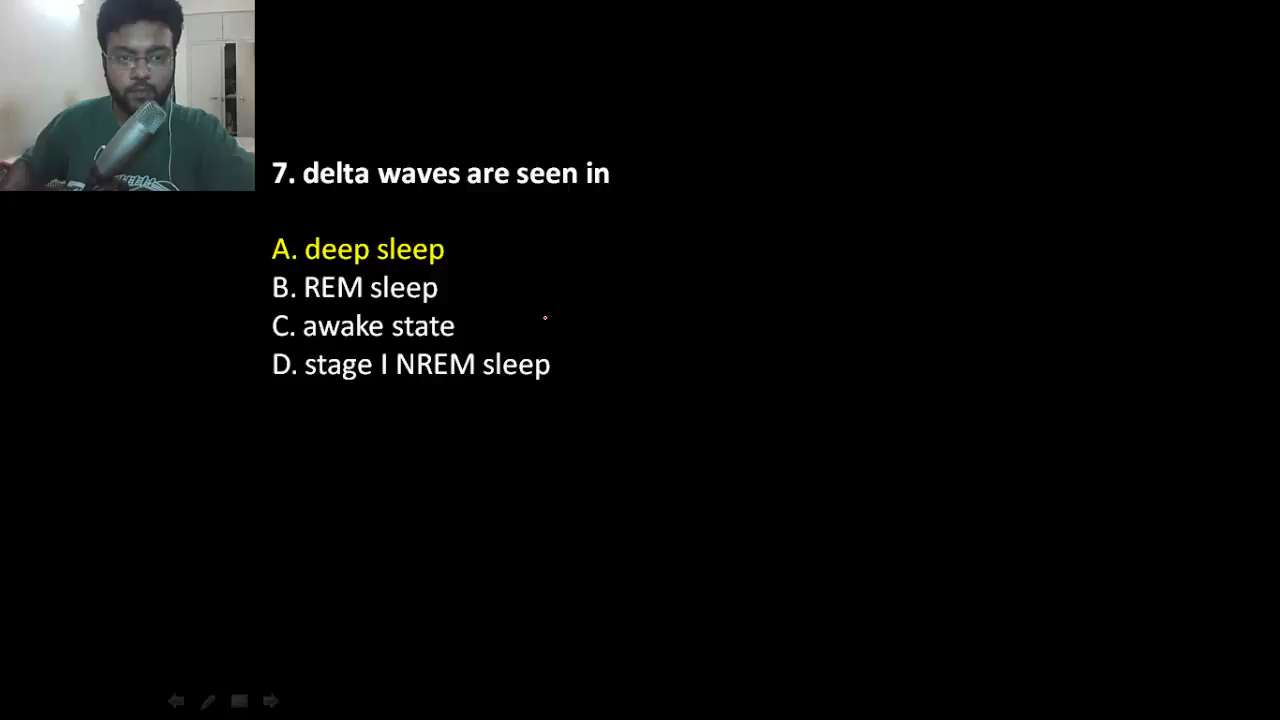 7. delta waves are seen in
A. deep sleep
B. REM sleep
C. awake state
D. stage I NREM sleep